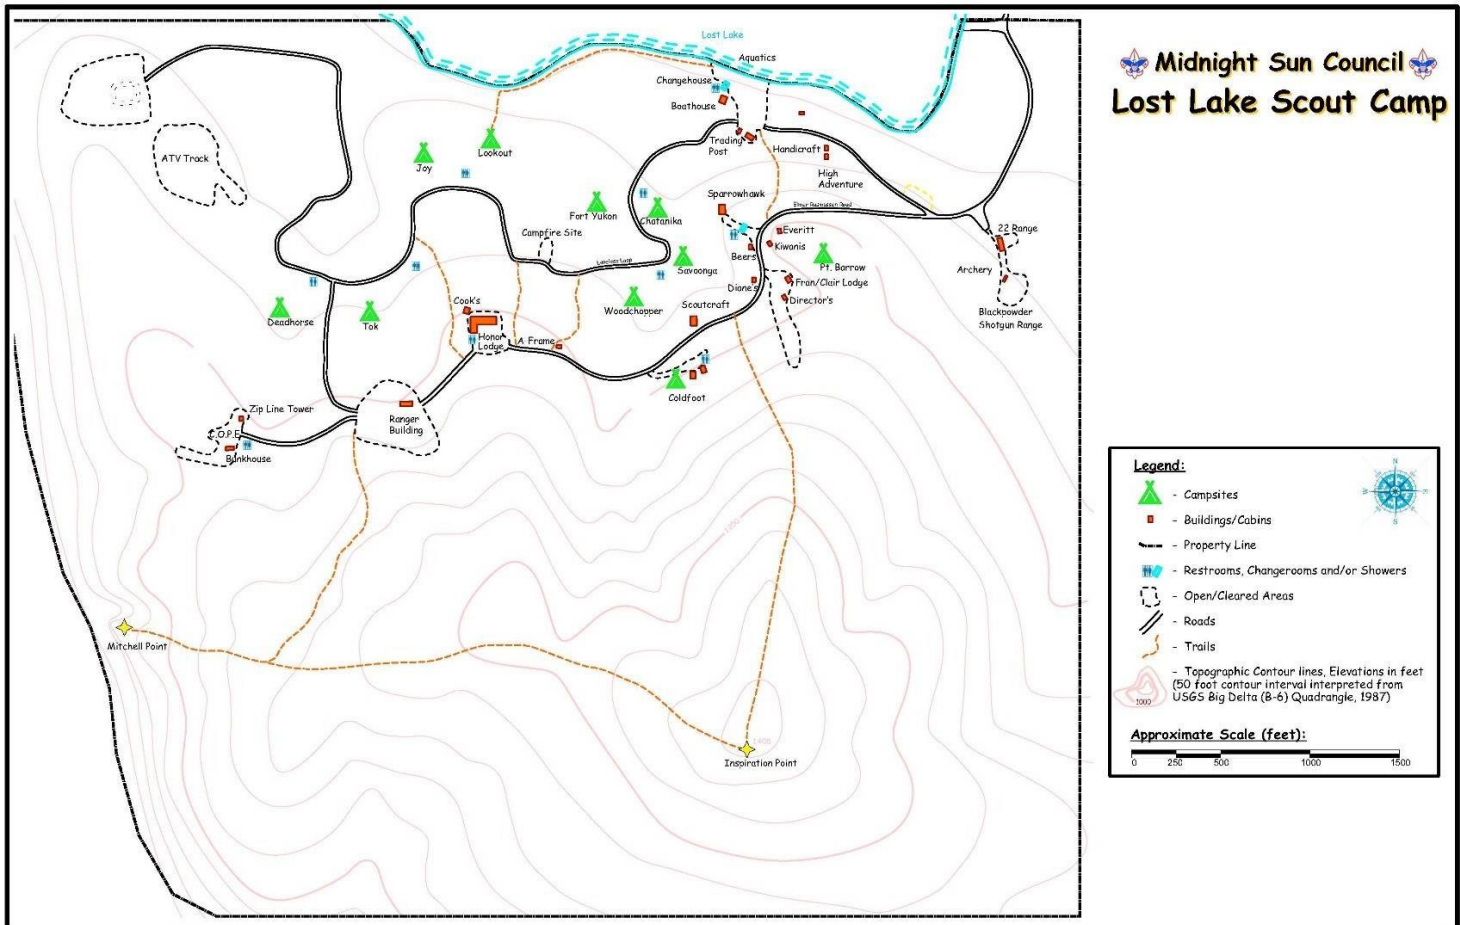 Midnight Sun Council
Lost Lake Scout Camp
Lost Lake
Aquatics
Changehouse
Boathouse
Trading
Post
Handicraft
High
Adventure
ATV Track
Joy
Lookout
Fort Yukon
Chatanika
Sparrowhawk
Elmer Rasmuson Road
Campfire Site
Everitt
Kiwanis
Beers
Savoonga
Pt. Barrow
22 Range
Archery
Blackpowder
Shotgun Range
Diane's
Fran/Clair Lodge
Director's
Deadhorse
Tok
Cook's
Honor
Lodge
A Frame
Woodchopper
Scoutcraft
Coldfoot
Zip Line Tower
C.O.P.E.
Bunkhouse
Ranger
Building
1250
Mitchell Point
1400
Inspiration Point
Legend:
- Campsites
- Buildings/Cabins
- Property Line
- Restrooms, Changerooms and/or Showers
- Open/Cleared Areas
- Roads
- Trails
- Topographic Contour lines, Elevations in feet
(50 foot contour interval interpreted from
USGS Big Delta (B-6) Quadrangle, 1987)
1000
N
W
E
S
Approximate Scale (feet):
0 250 500 1000 1500